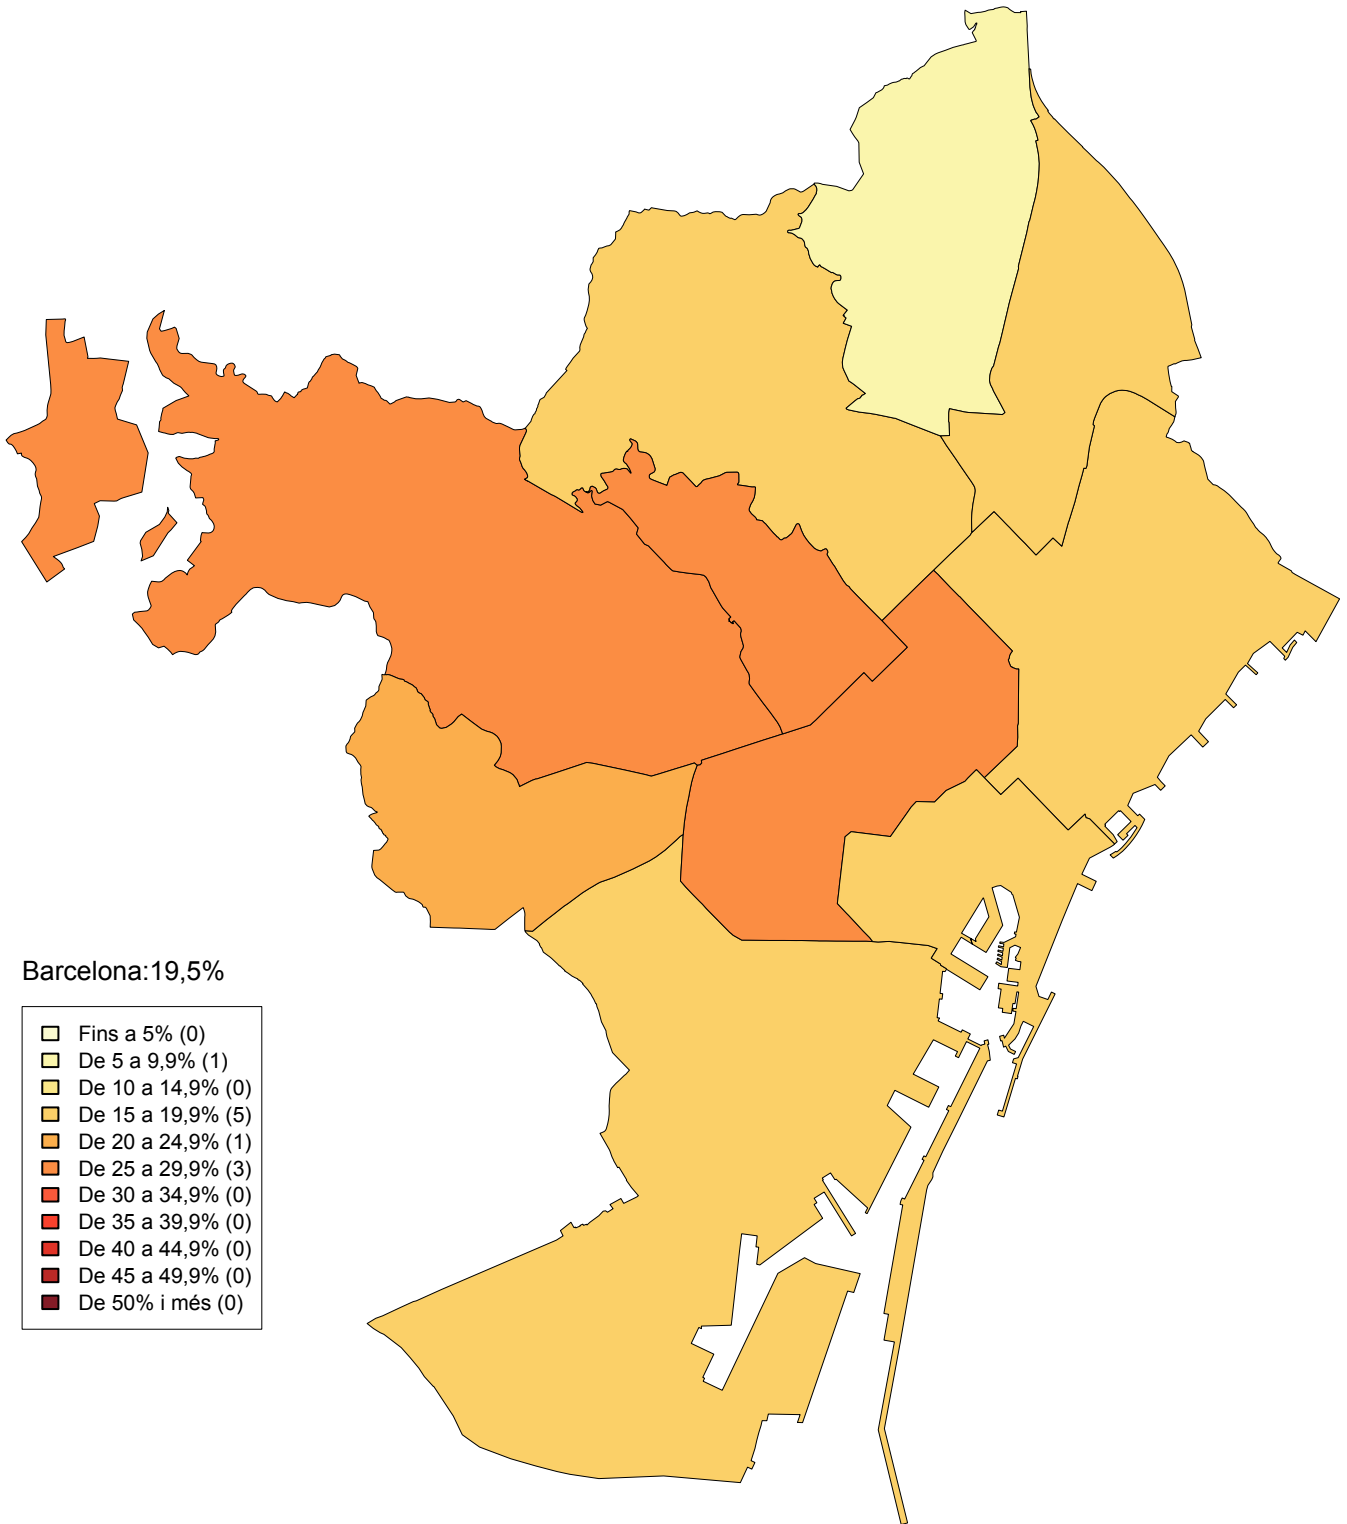 Barcelona:19,5%
Fins a 5% (0)
De 5 a 9,9% (1)
De 10 a 14,9% (0)
De 15 a 19,9% (5)
De 20 a 24,9% (1)
De 25 a 29,9% (3)
De 30 a 34,9% (0)
De 35 a 39,9% (0)
De 40 a 44,9% (0)
De 45 a 49,9% (0)
De 50% i més (0)